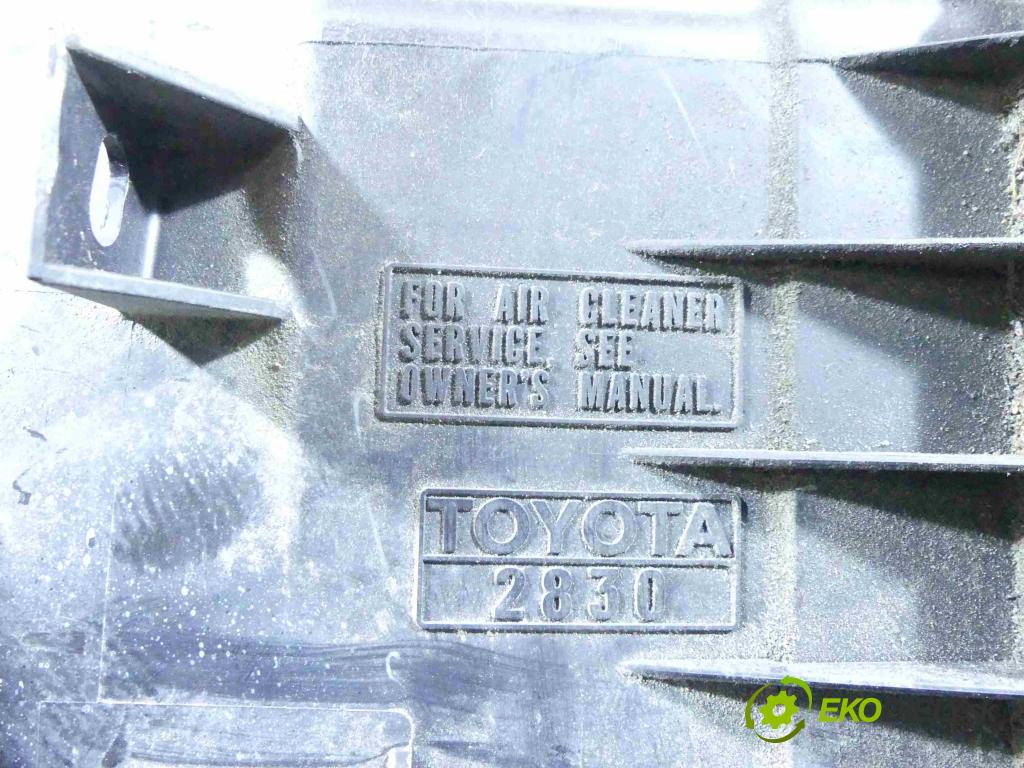 FOR AIR CLEANER
SERVICE, SEE
OWNER'S MANUAL.
TOYOTA
2830
EKO